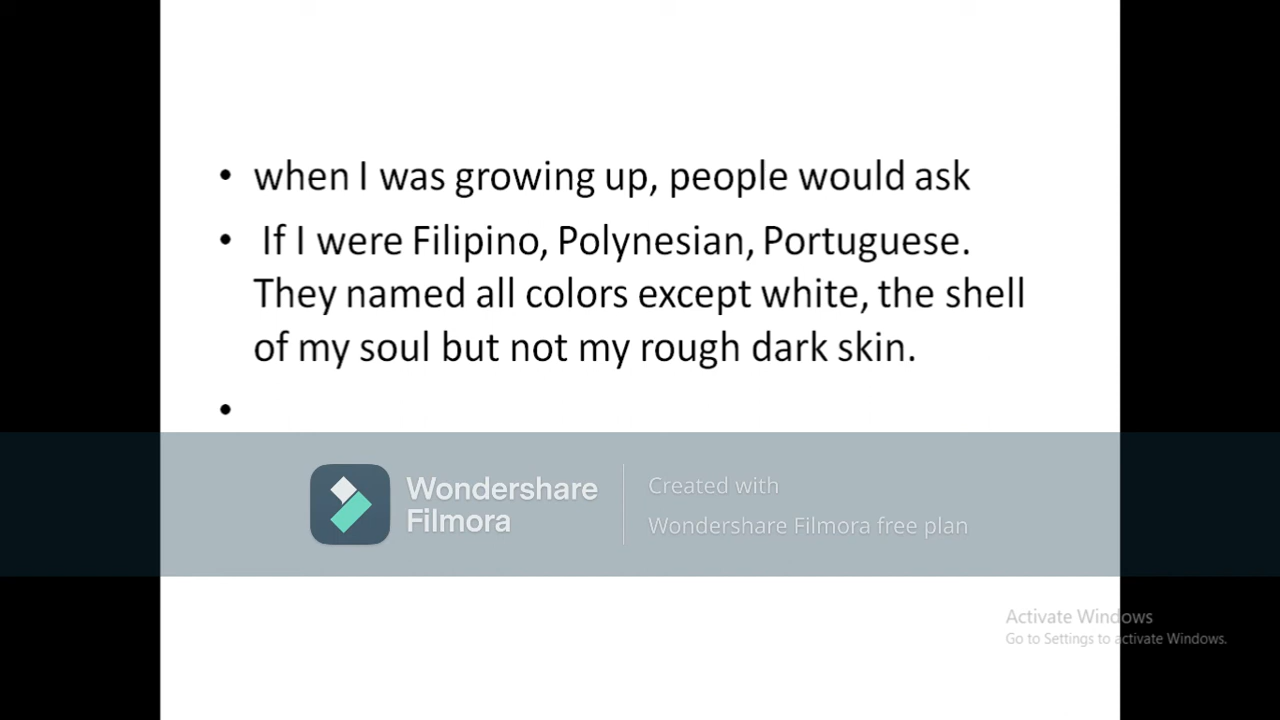 • when I was growing up, people would ask
• If I were Filipino, Polynesian, Portuguese.
They named all colors except white, the shell
of my soul but not my rough dark skin.
•
Wondershare
Filmora
Created with
Wondershare Filmora free plan
Activate Windows
Go to Settings to activate Windows.